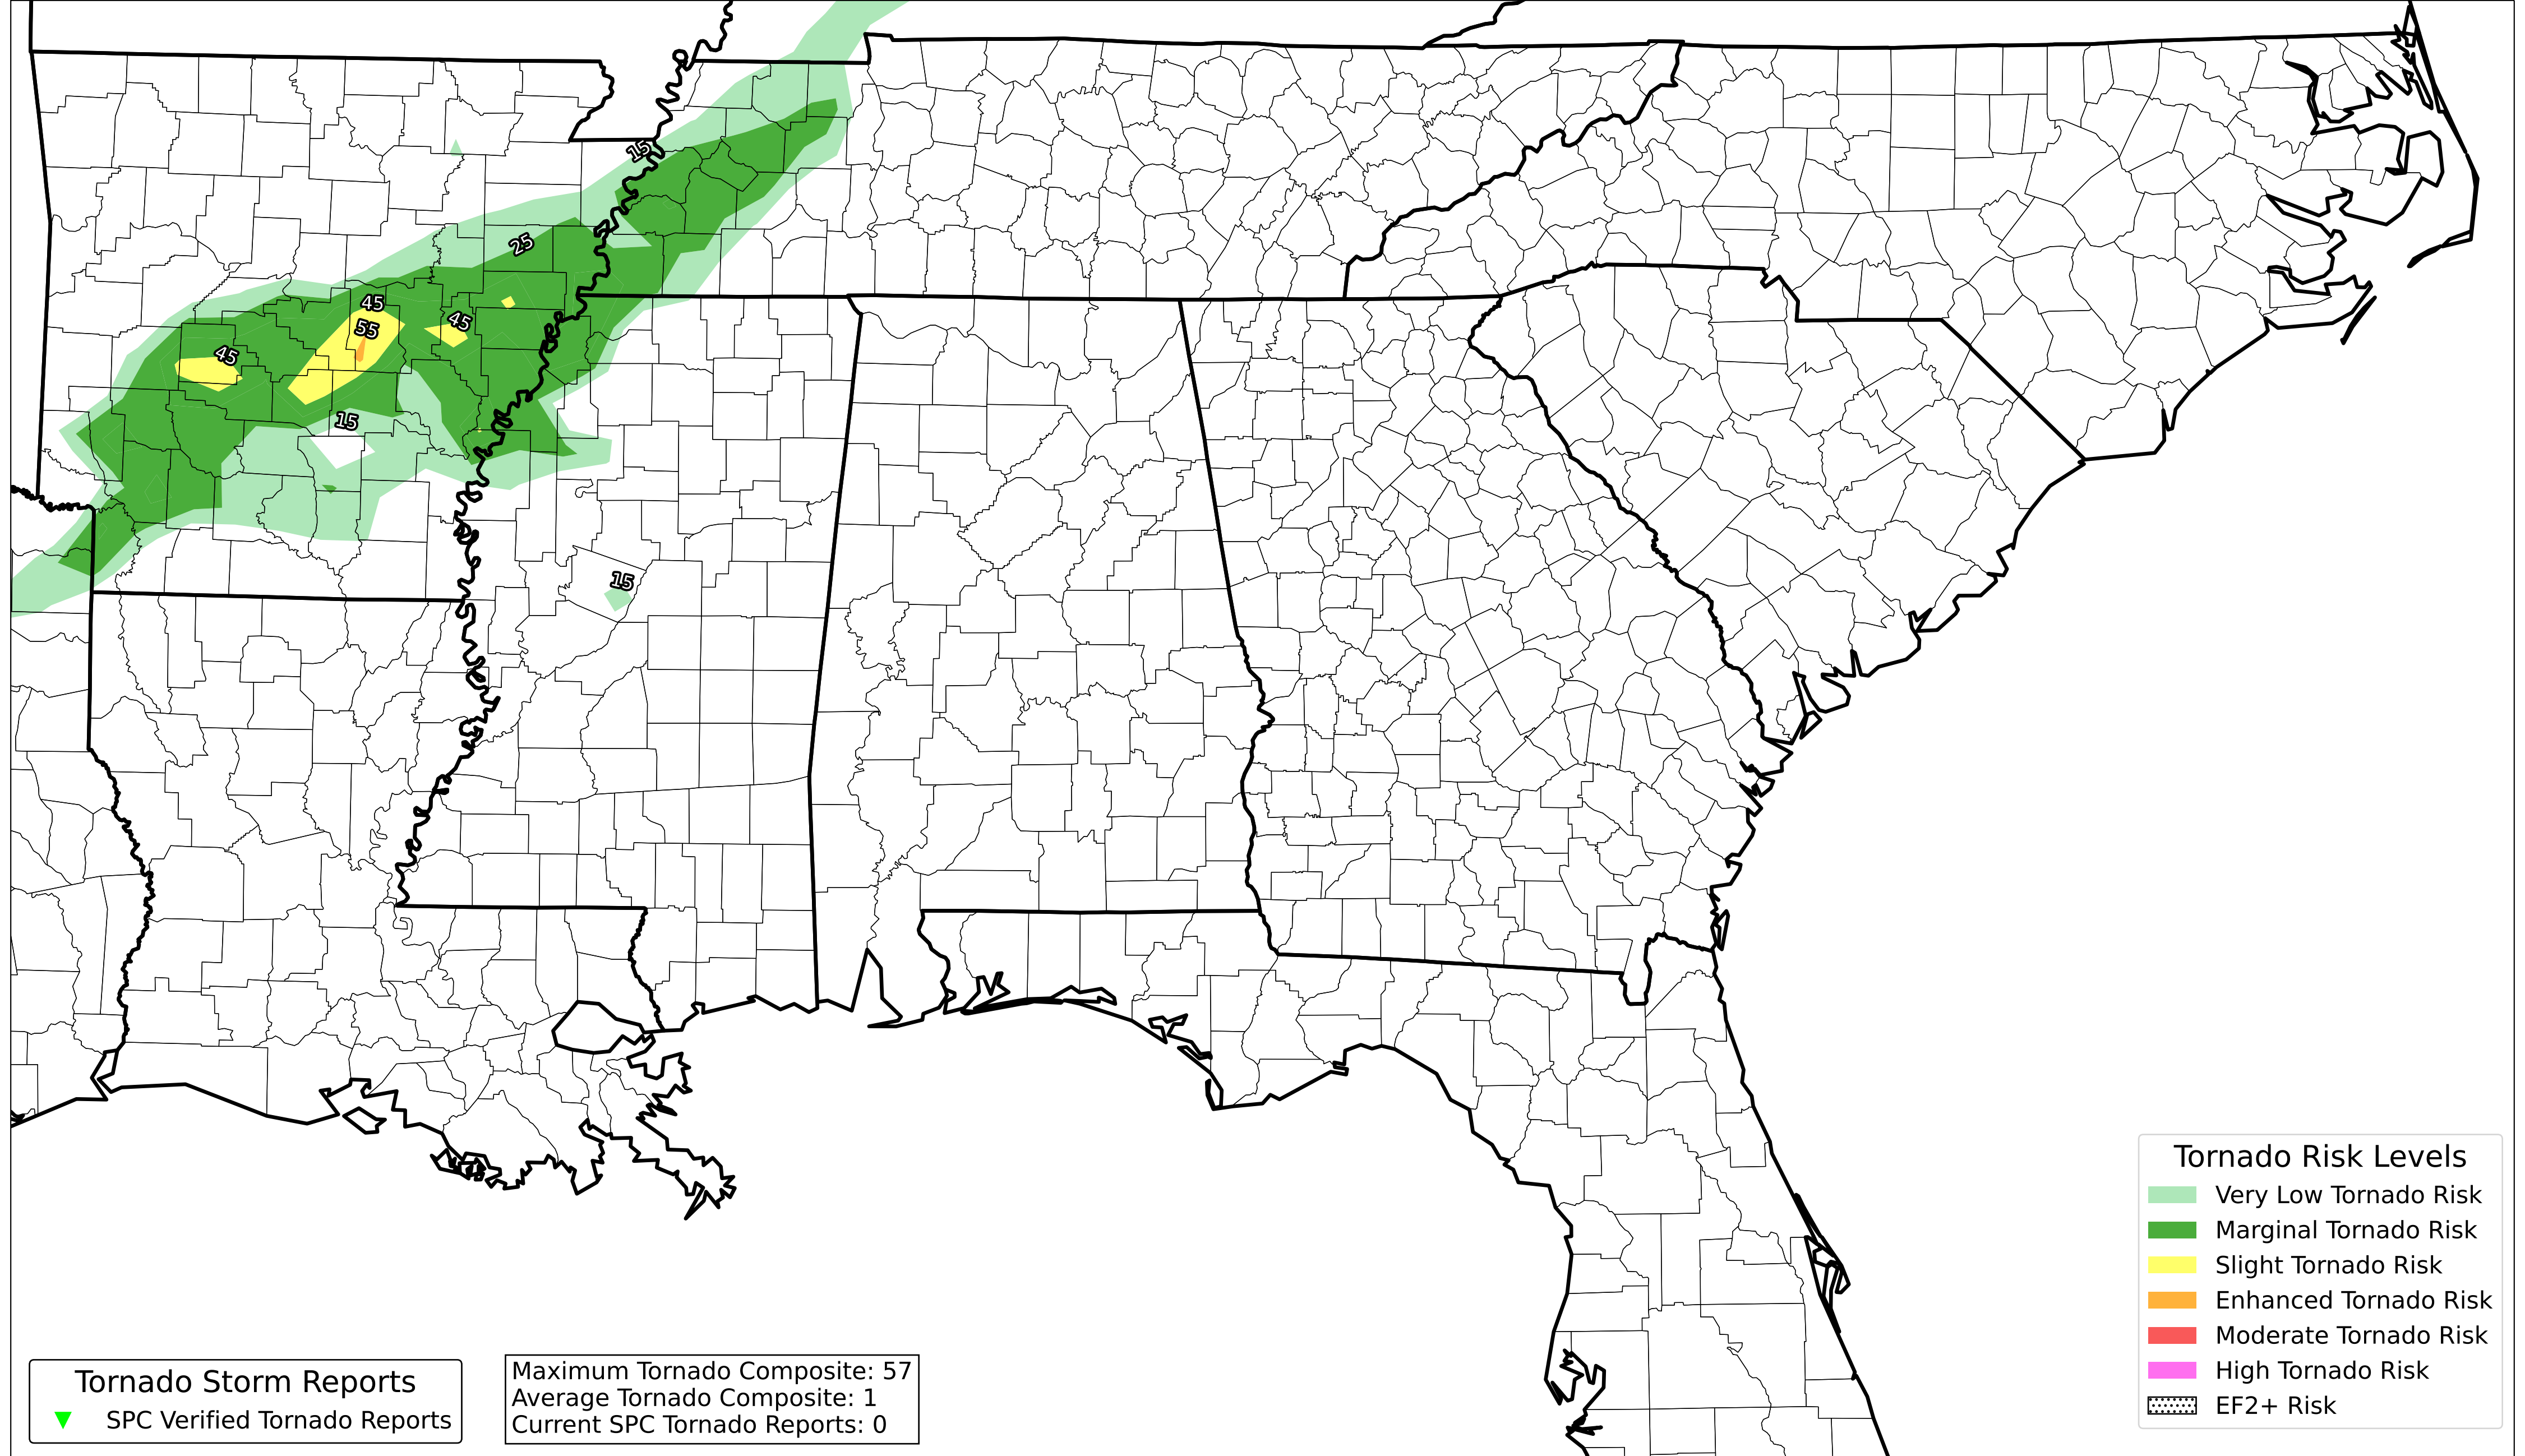 15
25
45
55
45
45
15
15
Tornado Risk Levels
Very Low Tornado Risk
Marginal Tornado Risk
Slight Tornado Risk
Enhanced Tornado Risk
Moderate Tornado Risk
High Tornado Risk
EF2+ Risk
Tornado Storm Reports
SPC Verified Tornado Reports
Maximum Tornado Composite: 57
Average Tornado Composite: 1
Current SPC Tornado Reports: 0